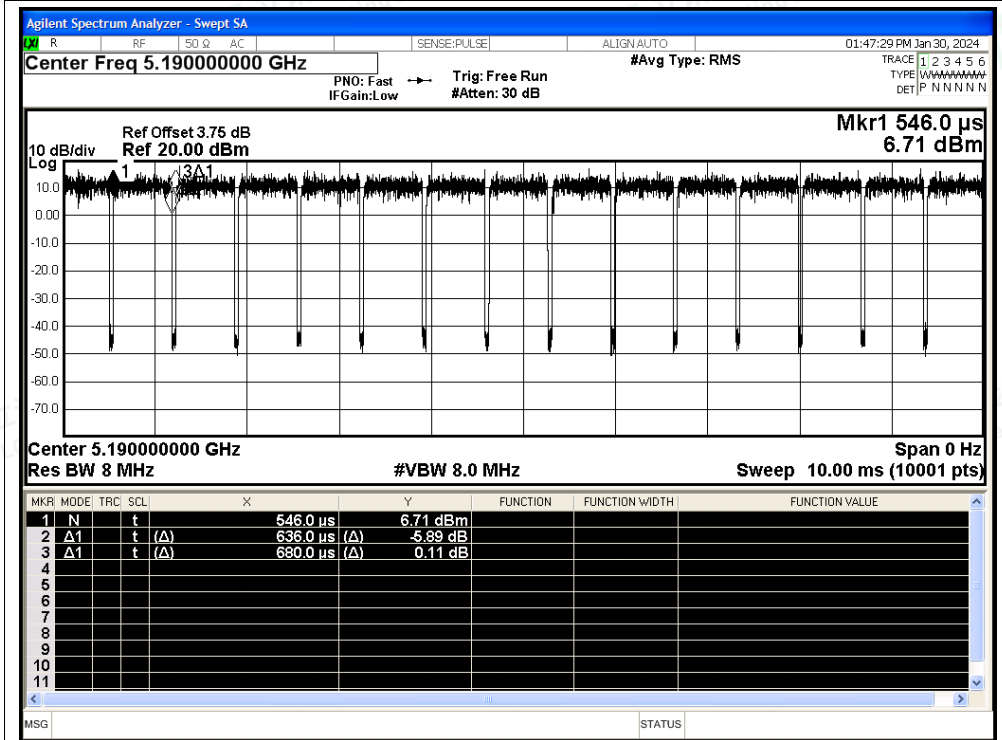 Agilent Spectrum Analyzer - Swept SA
LXI R RF 50 Ω AC SENSE:PULSE ALIGN AUTO 01:47:29 PM Jan 30, 2024
Center Freq 5.190000000 GHz #Avg Type: RMS TRACE 1 2 3 4 5 6
PNO: Fast Trig: Free Run TYPE WWWWWW
IFGain:Low #Atten: 30 dB DET P N N N N N
Mkr1 546.0 µs
Ref Offset 3.75 dB
10 dB/div Ref 20.00 dBm 6.71 dBm
Log
1 3Δ1
10.0
0.00
-10.0
-20.0
-30.0
-40.0
-50.0
-60.0
-70.0
Center 5.190000000 GHz Span 0 Hz
Res BW 8 MHz #VBW 8.0 MHz Sweep 10.00 ms (10001 pts)
MKR MODE TRC SCL X Y FUNCTION FUNCTION WIDTH FUNCTION VALUE
1 N t 546.0 µs 6.71 dBm
2 Δ1 t (Δ) 636.0 µs (Δ) -5.89 dB
3 Δ1 t (Δ) 680.0 µs (Δ) 0.11 dB
4
5
6
7
8
9
10
11
MSG STATUS